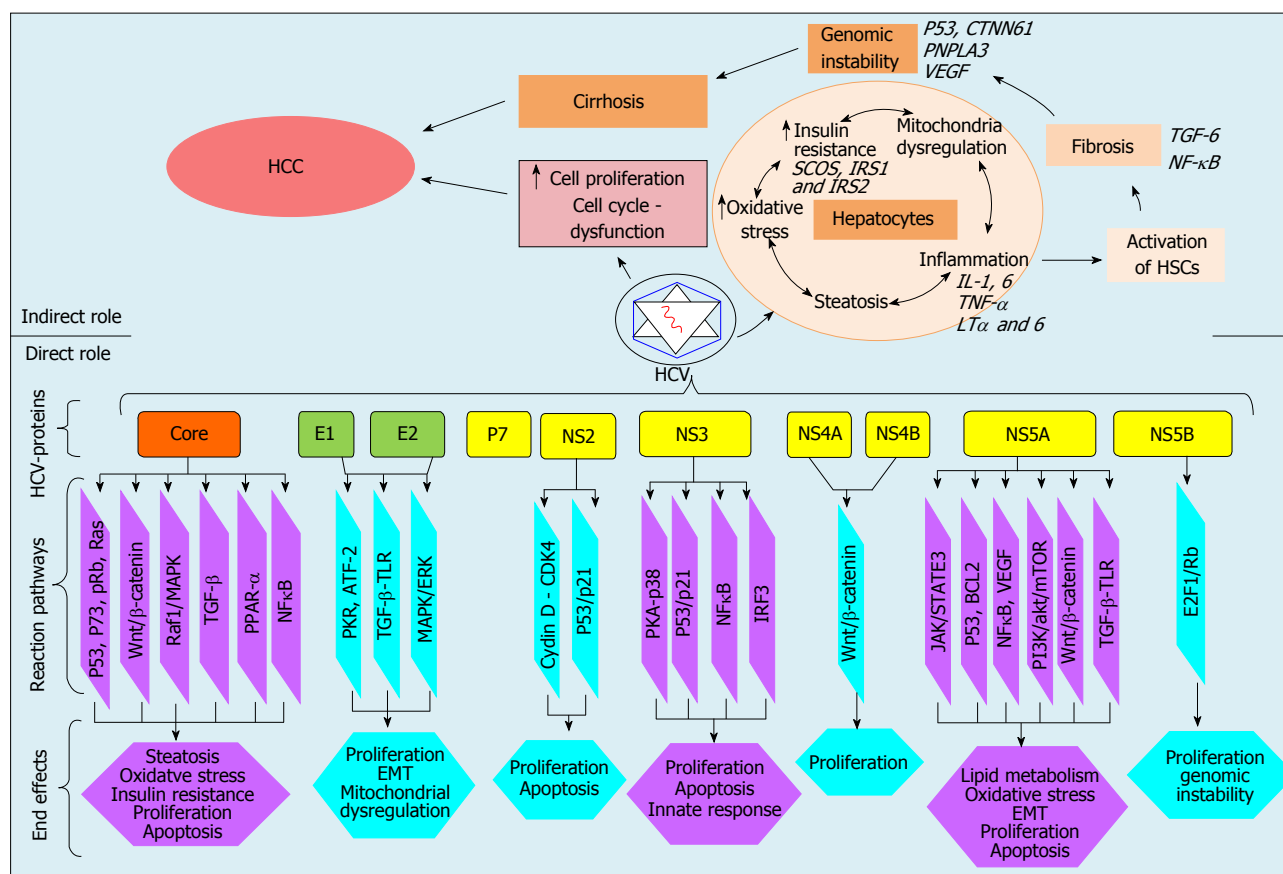 Genomic
instability
P53, CTNN61
PNPLA3
VEGF
Cirrhosis
HCC
Insulin
resistance
SCOS, IRS1
and IRS2
Mitochondria
dysregulation
Fibrosis
TGF-6
NF-κB
Cell proliferation
Cell cycle -
dysfunction
Oxidative
stress
Hepatocytes
Activation
of HSCs
Inflammation
IL-1, 6
TNF-α
LTα and 6
Steatosis
Indirect role
Direct role
HCV
HCV-proteins
Core
E1
E2
P7
NS2
NS3
NS4A
NS4B
NS5A
NS5B
Reaction pathways
P53, P73, pRb, Ras
Wnt/β-catenin
Raf1/MAPK
TGF-β
PPAR-α
NFκB
PKR, ATF-2
TGF-β-TLR
MAPK/ERK
Cydin D - CDK4
P53/p21
PKA-p38
P53/p21
NFκB
IRF3
Wnt/β-catenin
JAK/STATE3
P53, BCL2
NFκB, VEGF
PI3K/akt/mTOR
Wnt/β-catenin
TGF-β-TLR
E2F1/Rb
End effects
Steatosis
Oxidatve stress
Insulin resistance
Proliferation
Apoptosis
Proliferation
EMT
Mitochondrial
dysregulation
Proliferation
Apoptosis
Proliferation
Apoptosis
Innate response
Proliferation
Lipid metabolism
Oxidative stress
EMT
Proliferation
Apoptosis
Proliferation
genomic
instability